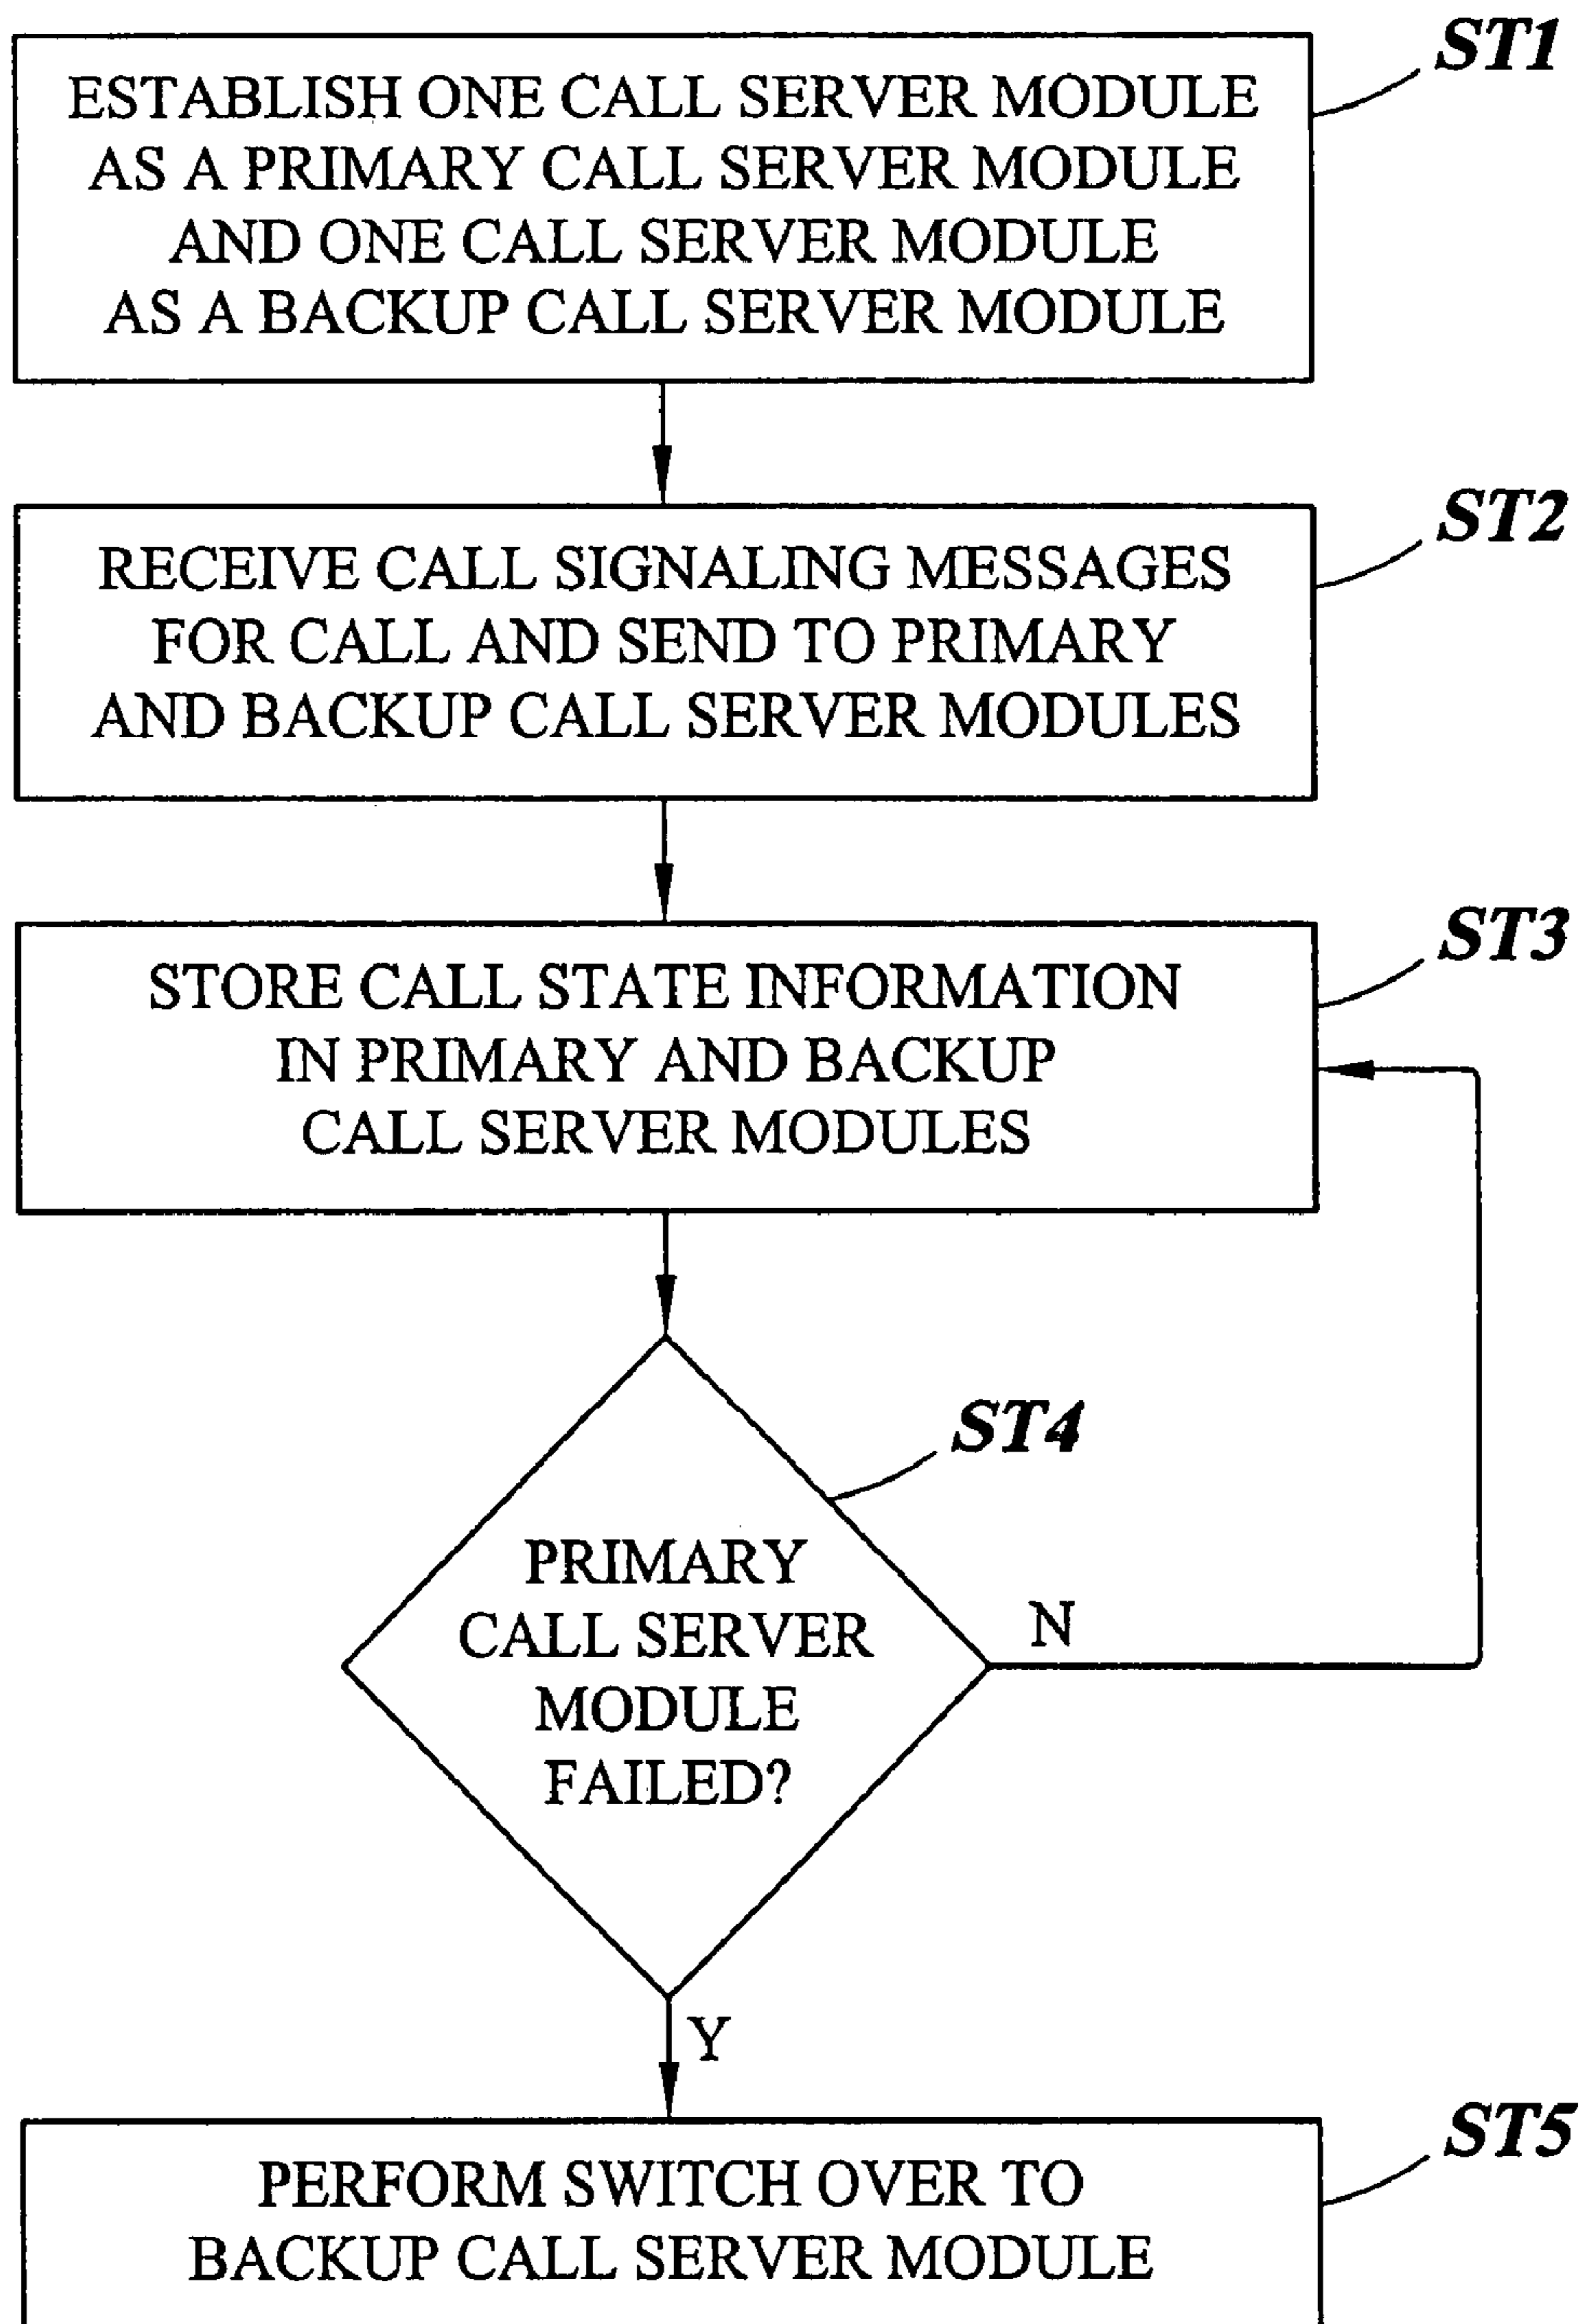 ST1
ESTABLISH ONE CALL SERVER MODULE
AS A PRIMARY CALL SERVER MODULE
AND ONE CALL SERVER MODULE
AS A BACKUP CALL SERVER MODULE
ST2
RECEIVE CALL SIGNALING MESSAGES
FOR CALL AND SEND TO PRIMARY
AND BACKUP CALL SERVER MODULES
ST3
STORE CALL STATE INFORMATION
IN PRIMARY AND BACKUP
CALL SERVER MODULES
ST4
PRIMARY
CALL SERVER
MODULE
FAILED?
N
Y
ST5
PERFORM SWITCH OVER TO
BACKUP CALL SERVER MODULE